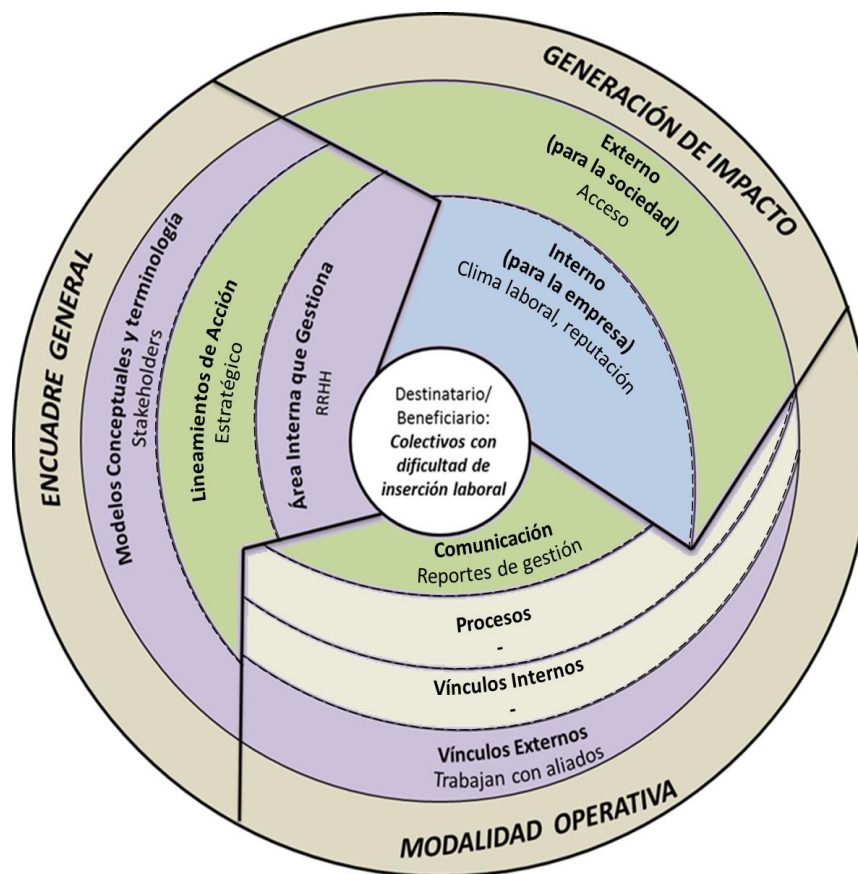 GENERACIÓN DE IMPACTO
Externo
(para la sociedad)
Acceso
Interno
(para la empresa)
Clima laboral, reputación
ENCUADRE GENERAL
Modelos Conceptuales y terminología
Stakeholders
Lineamientos de Acción
Estratégico
Área Interna que Gestiona
RRHH
Destinatario/
Beneficiario:
Colectivos con
dificultad de
inserción laboral
Comunicación
Reportes de gestión
Procesos
-
Vínculos Internos
-
Vínculos Externos
Trabajan con aliados
MODALIDAD OPERATIVA